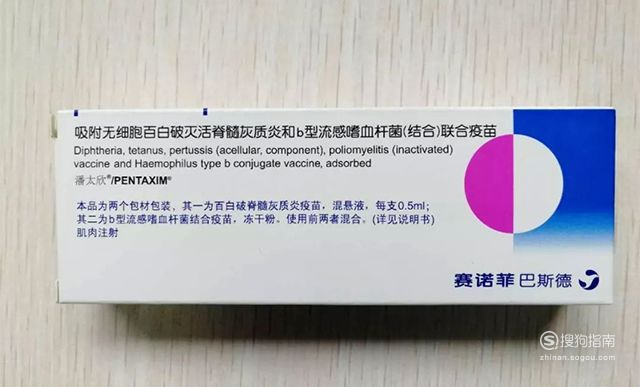 吸附无细胞百白破灭活脊髓灰质炎和b型流感嗜血杆菌(结合)联合疫苗
Diphtheria, tetanus, pertussis (acellular, component), poliomyelitis (inactivated)
vaccine and Haemophilus type b conjugate vaccine, adsorbed
潘太欣®/PENTAXIM®
本品为两个包材包装、其一为百白破脊髓灰质炎疫苗，混悬液，每支0.5ml；
其二为b型流感嗜血杆菌结合疫苗，冻干粉。使用前两者混合。(详见说明书)
肌肉注射
赛诺菲 巴斯德
搜狗指南
zhinan.sogou.com